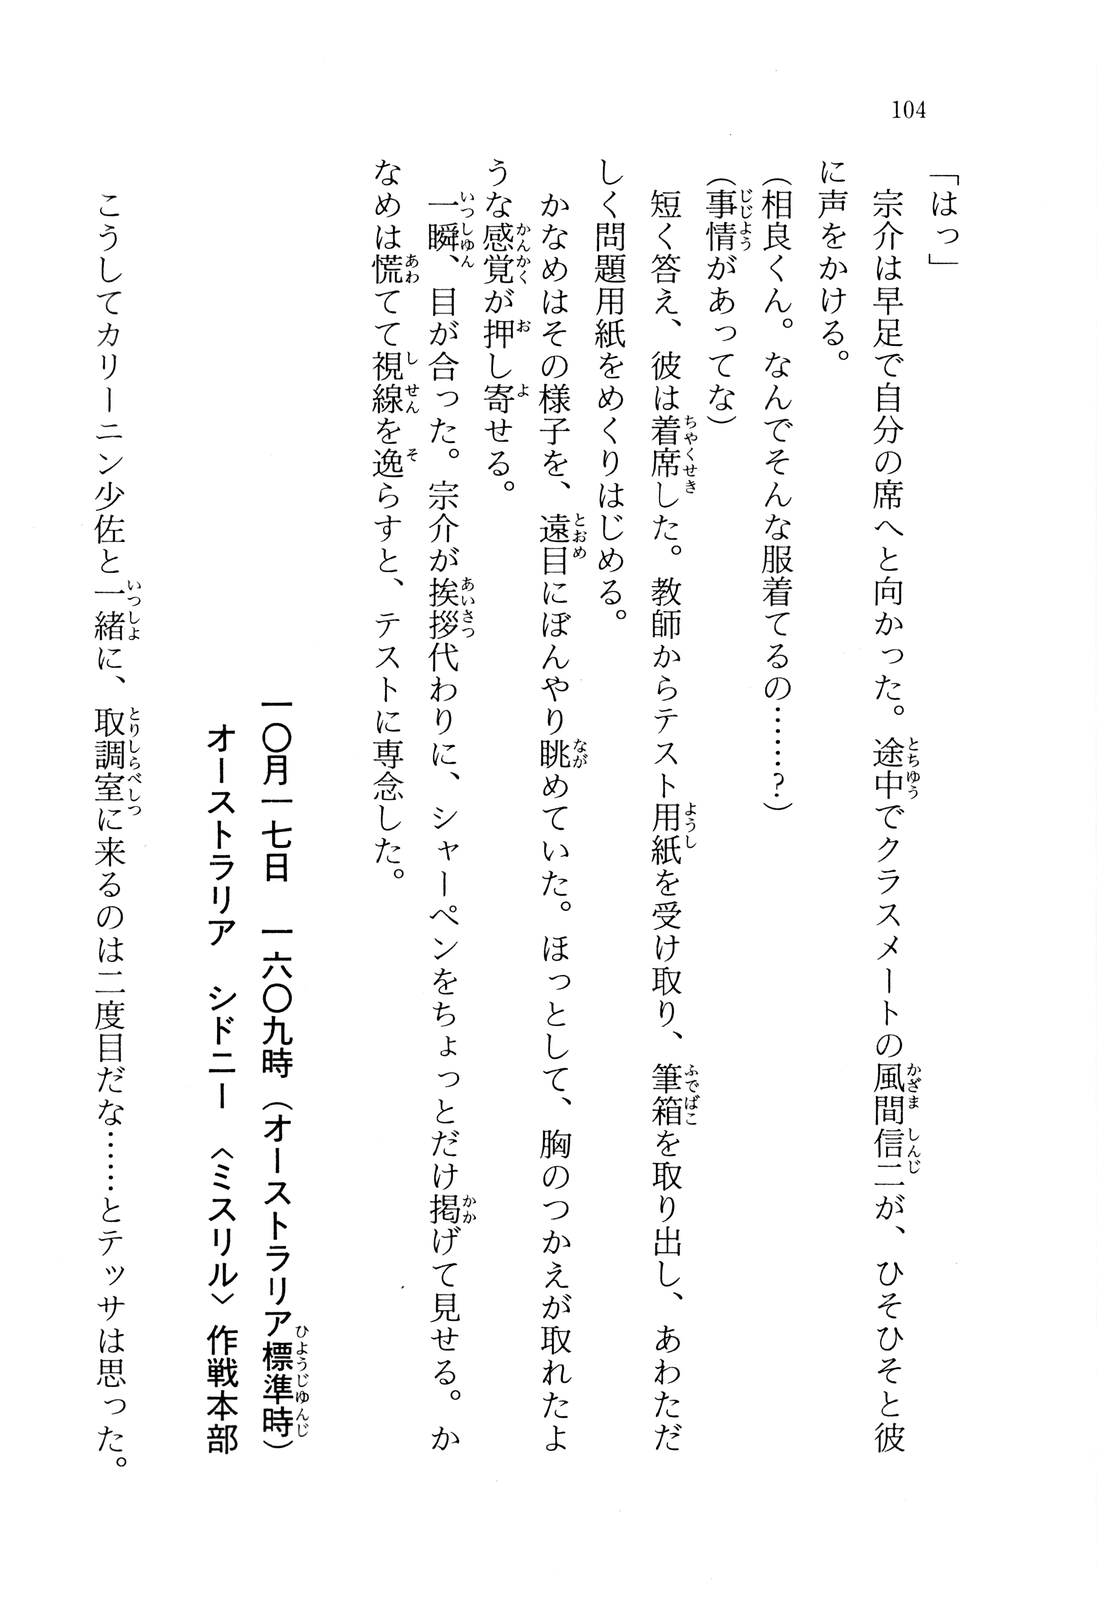 104
「はっ」
　宗介は早足で自分の席へと向かった。途中でクラスメートの風間信二が、ひそひそと彼
に声をかける。
（相良くん。なんでそんな服着てるの……？）
（事情があってな）
　短く答え、彼は着席した。教師からテスト用紙を受け取り、筆箱を取り出し、あわただ
しく問題用紙をめくりはじめる。
　かなめはその様子を、遠目にぼんやり眺めていた。ほっとして、胸のつかえが取れたよ
うな感覚が押し寄せる。
　一瞬、目が合った。宗介が挨拶代わりに、シャーペンをちょっとだけ掲げて見せる。か
なめは慌てて視線を逸らすと、テストに専念した。
一〇月一七日　一六〇九時（オーストラリア標準時）
オーストラリア　シドニー　〈ミスリル〉作戦本部
　こうしてカリーニン少佐と一緒に、取調室に来るのは二度目だな……とテッサは思った。